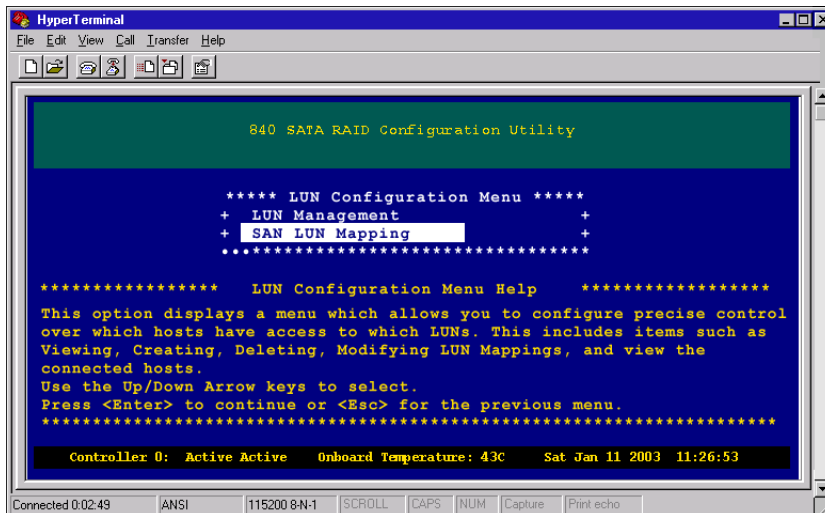 HyperTerminal
File Edit View Call Transfer Help
840 SATA RAID Configuration Utility
***** LUN Configuration Menu *****
+ LUN Management +
+ SAN LUN Mapping +
...********************************
***************** LUN Configuration Menu Help ******************
This option displays a menu which allows you to configure precise control
over which hosts have access to which LUNs. This includes items such as
Viewing, Creating, Deleting, Modifying LUN Mappings, and view the
connected hosts.
Use the Up/Down Arrow keys to select.
Press <Enter> to continue or <Esc> for the previous menu.
**********************************************************************
Controller 0: Active Active Onboard Temperature: 43C Sat Jan 11 2003 11:26:53
Connected 0:02:49 ANSI 115200 8-N-1 SCROLL CAPS NUM Capture Print echo